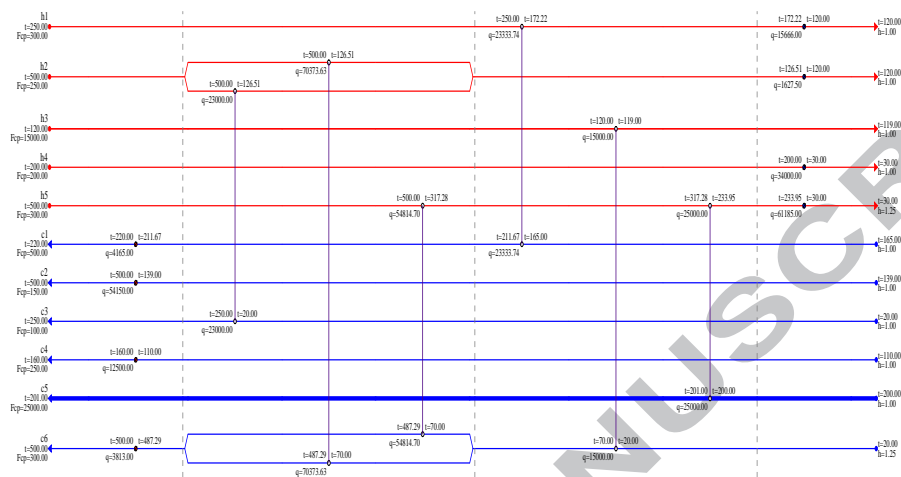 h1
t=250.00
Fcp=300.00
t=250.00 t=172.22
q=23333.74
172.22 t=120.00
q=15666.00
t=120.00
h=1.00
h2
t=500.00
Fcp=250.00
t=500.00 t=126.51
q=70373.63
t=500.00 t=126.51
q=23000.00
126.51 t=120.00
q=1627.50
t=120.00
h=1.00
h3
t=120.00
Fcp=15000.00
t=120.00 t=119.00
q=15000.00
t=119.00
h=1.00
h4
t=200.00
Fcp=200.00
t=200.00 t=30.00
q=34000.00
t=30.00
h=1.00
h5
t=500.00
Fcp=300.00
t=500.00 t=317.28
q=54814.70
t=317.28 t=233.95
q=25000.00
t=233.95 t=30.00
q=61185.00
t=30.00
h=1.25
c1
t=220.00
Fcp=500.00
t=220.00 t=211.67
q=4165.00
t=211.67 t=165.00
q=23333.74
t=165.00
h=1.00
c2
t=500.00
Fcp=150.00
t=500.00 t=139.00
q=54150.00
t=139.00
h=1.00
c3
t=250.00
Fcp=100.00
t=250.00 t=20.00
q=23000.00
t=20.00
h=1.00
c4
t=160.00
Fcp=250.00
t=160.00 t=110.00
q=12500.00
t=110.00
h=1.00
c5
t=201.00
Fcp=25000.00
t=201.00 t=200.00
q=25000.00
t=200.00
h=1.00
c6
t=500.00
Fcp=300.00
t=500.00 t=487.29
q=3813.00
t=487.29 t=70.00
q=54814.70
t=487.29 t=70.00
q=70373.63
t=70.00 t=20.00
q=15000.00
t=20.00
h=1.25
NUSCR